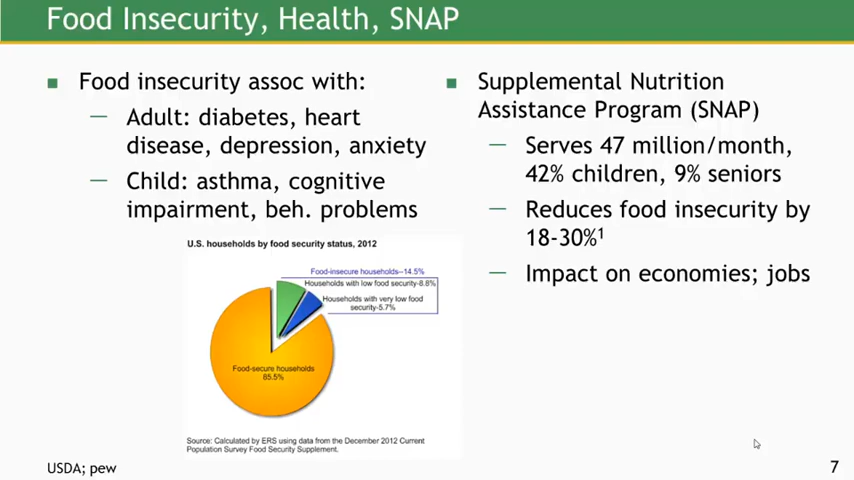 Food Insecurity, Health, SNAP
Food insecurity assoc with:
Adult: diabetes, heart
disease, depression, anxiety
Child: asthma, cognitive
impairment, beh. problems
U.S. households by food security status, 2012
Food-insecure households--14.5%
Households with low food security-8.8%
Households with very low food
security-5.7%
Food-secure households
85.5%
Source: Calculated by ERS using data from the December 2012 Current
Population Survey Food Security Supplement.
Supplemental Nutrition
Assistance Program (SNAP)
Serves 47 million/month,
42% children, 9% seniors
Reduces food insecurity by
18-30%¹
Impact on economies; jobs
USDA; pew
7